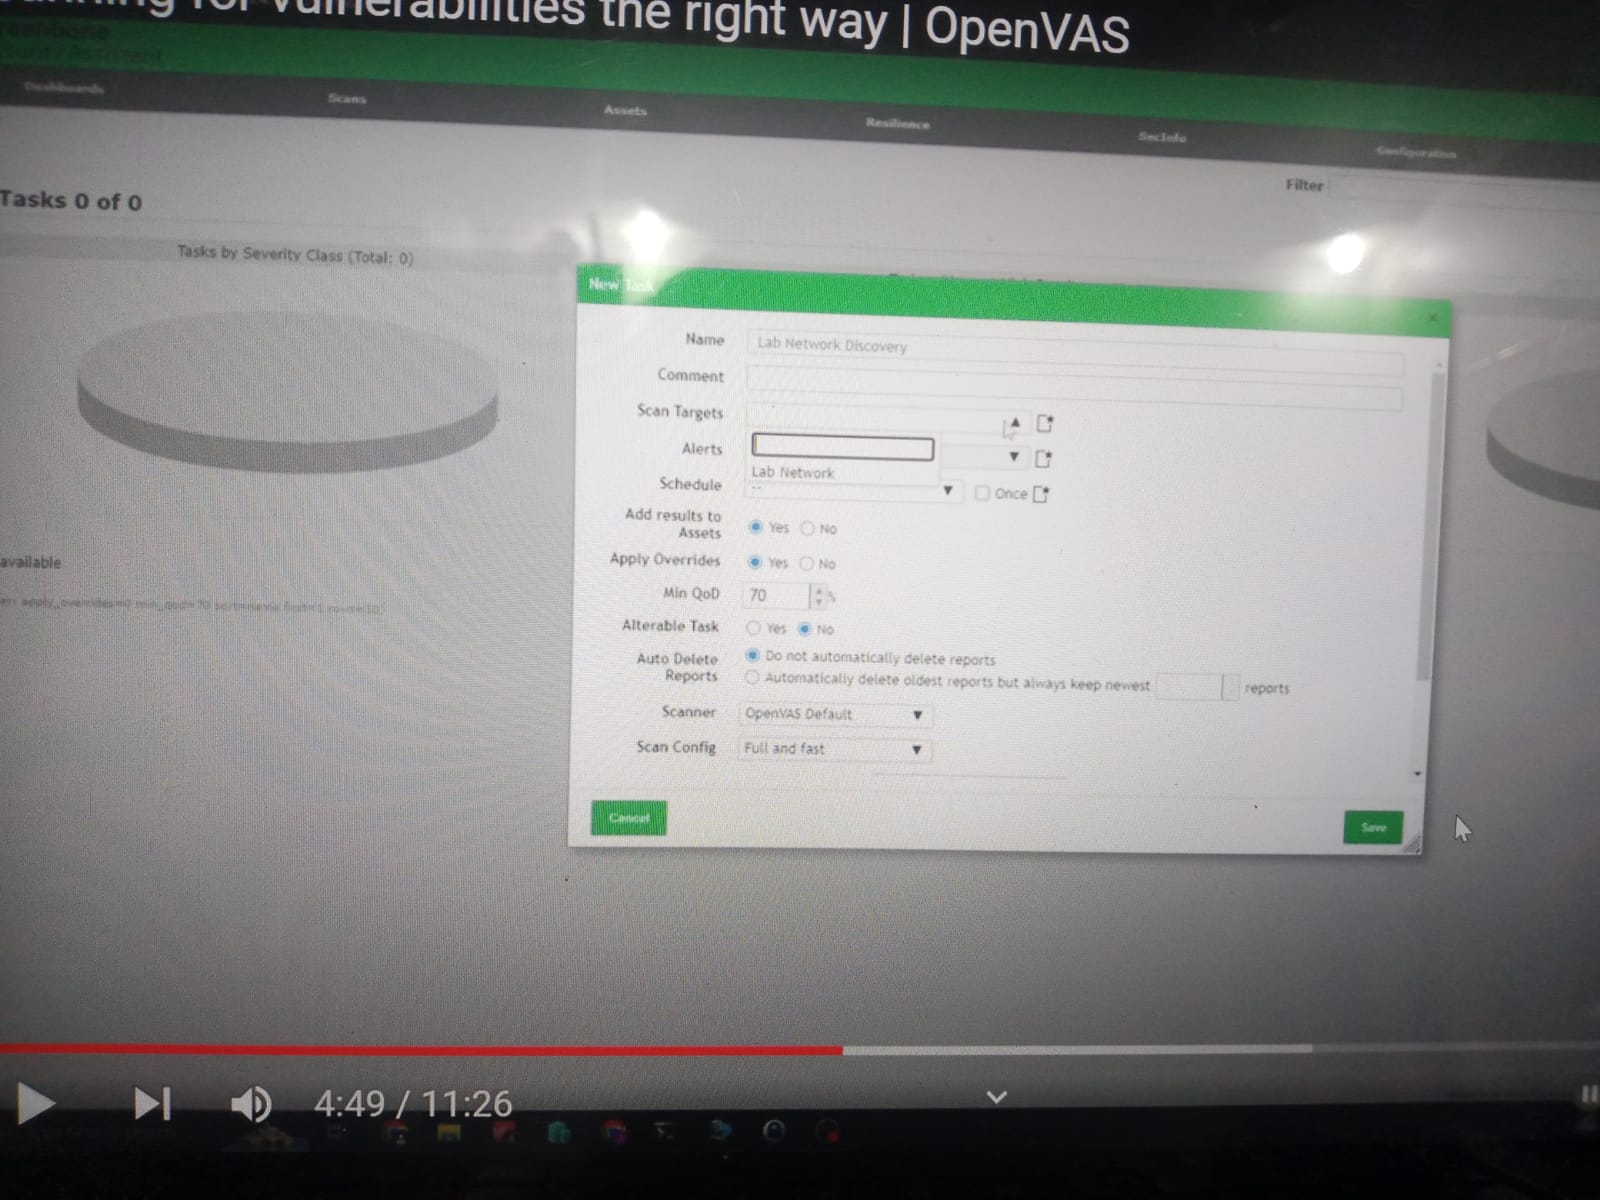 for vulnerabilities the right way | OpenVAS
Dashboards
Scans
Assets
Resilience
SecInfo
Configuration
Filter
Tasks 0 of 0
Tasks by Severity Class (Total: 0)
New Task
Name
Lab Network Discovery
Comment
Scan Targets
Alerts
Lab Network
Schedule
--
Once
Add results to
Assets
Yes
No
Apply Overrides
Yes
No
Min QoD
70
%
Alterable Task
Yes
No
Auto Delete
Reports
Do not automatically delete reports
Automatically delete oldest reports but always keep newest
reports
Scanner
OpenVAS Default
Scan Config
Full and fast
Cancel
Save
available
apply_overrides=0 min_qod=70
4:49 / 11:26